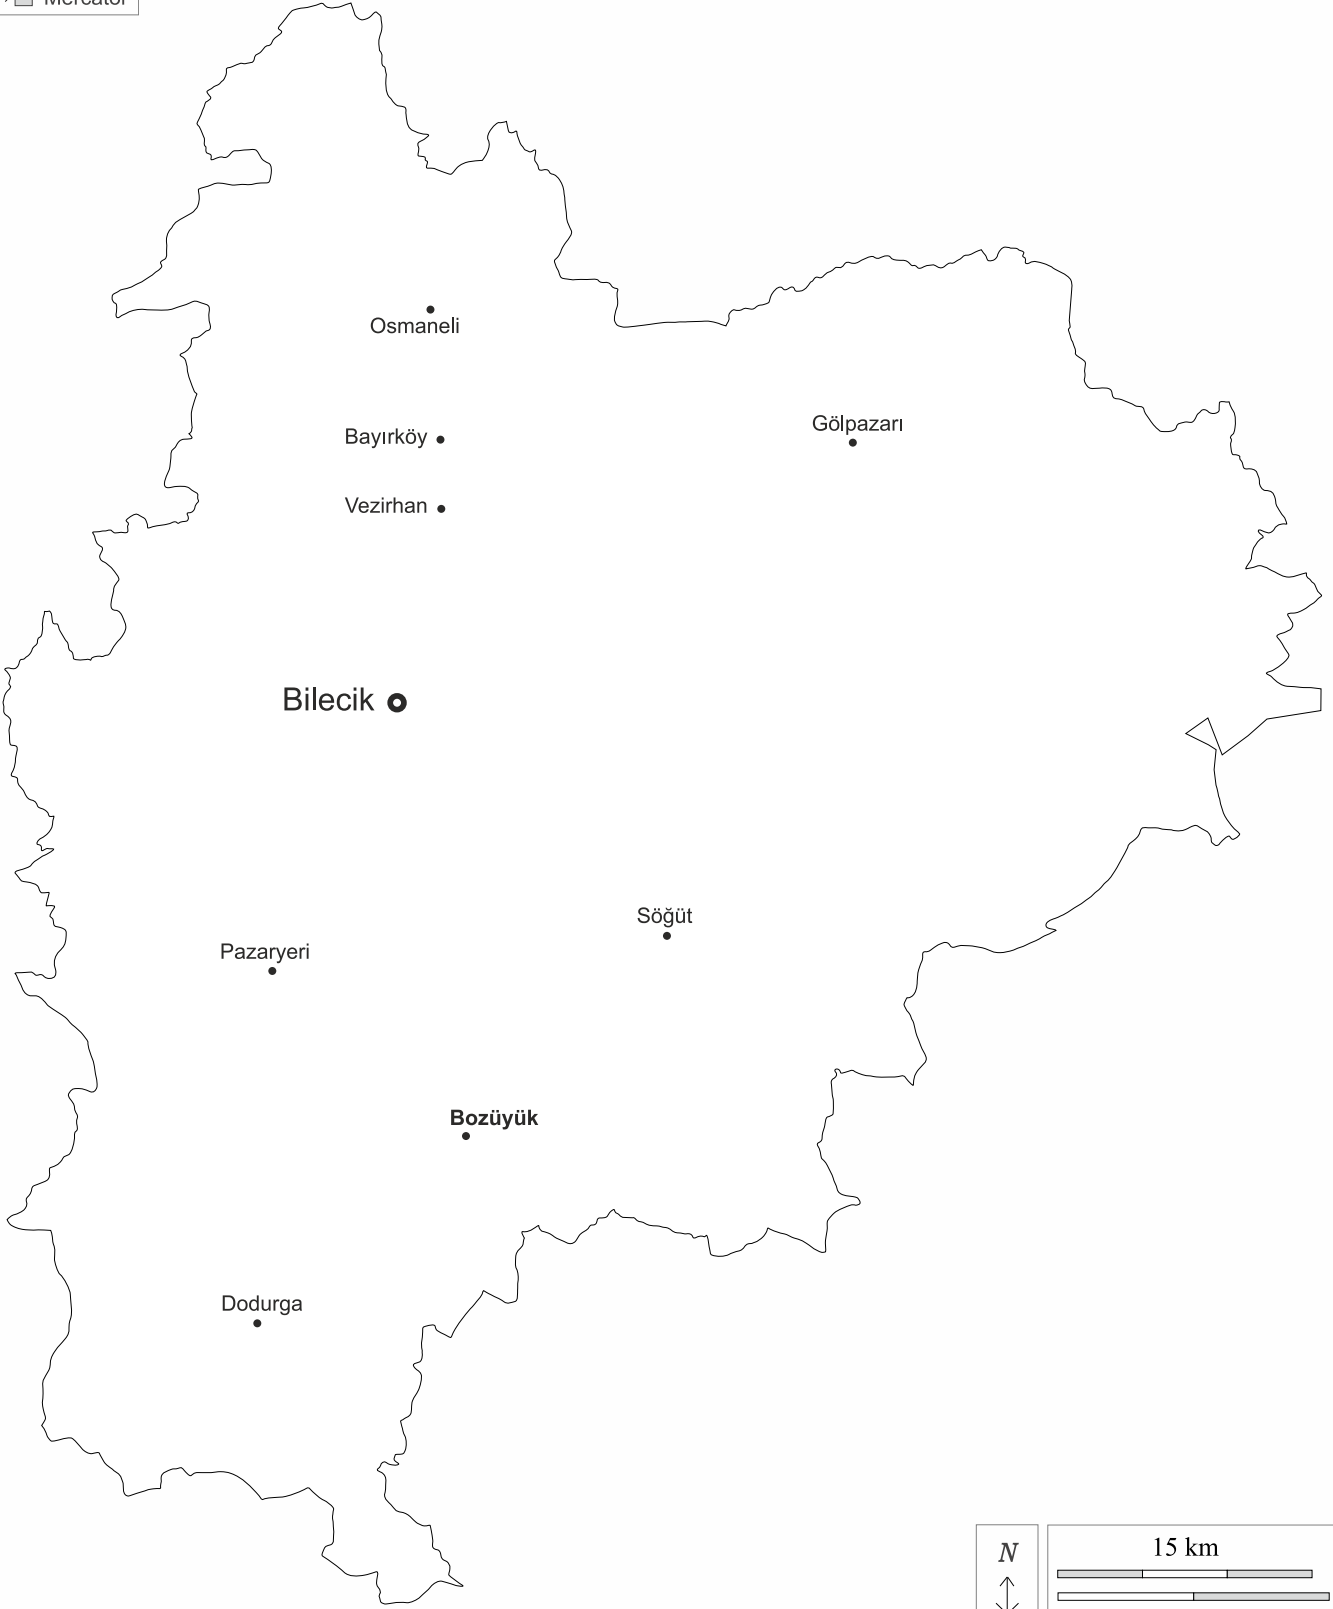 Mercator
Osmaneli
Gölpazarı
Bayırköy
Vezirhan
Bilecik
Söğüt
Pazaryeri
Bozüyük
Dodurga
N
15 km